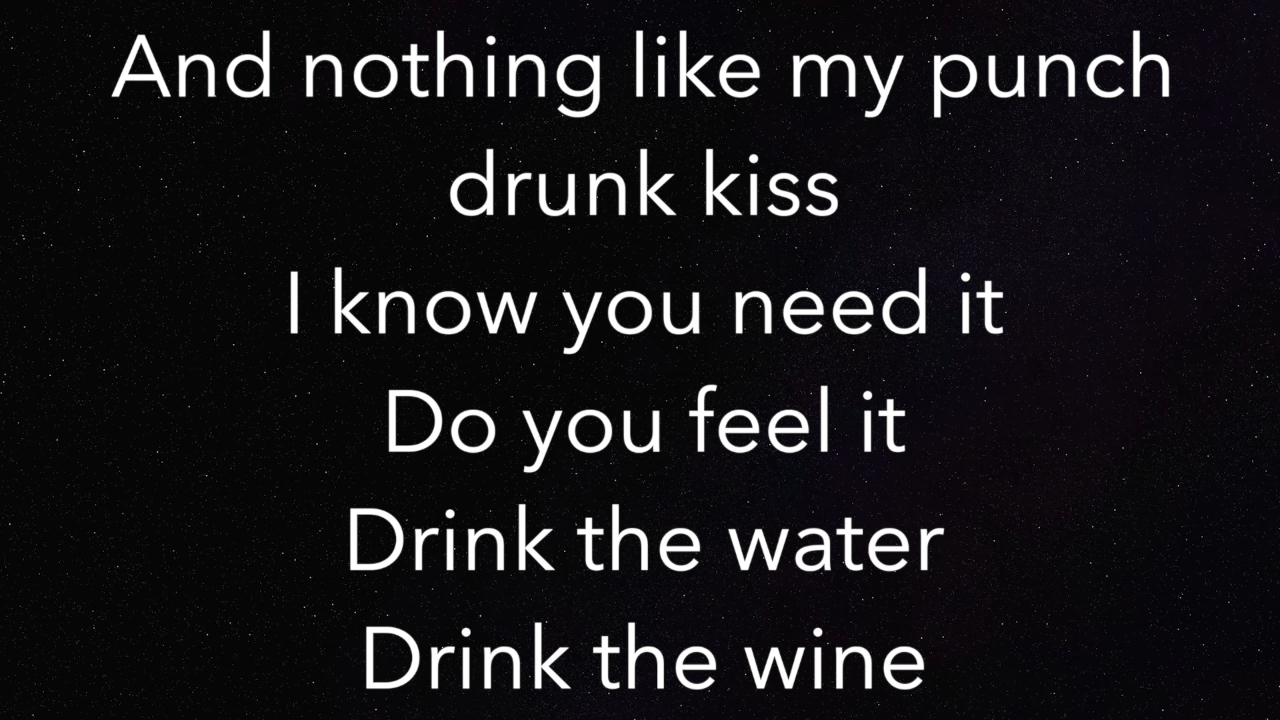 And nothing like my punch
drunk kiss
I know you need it
Do you feel it
Drink the water
Drink the wine